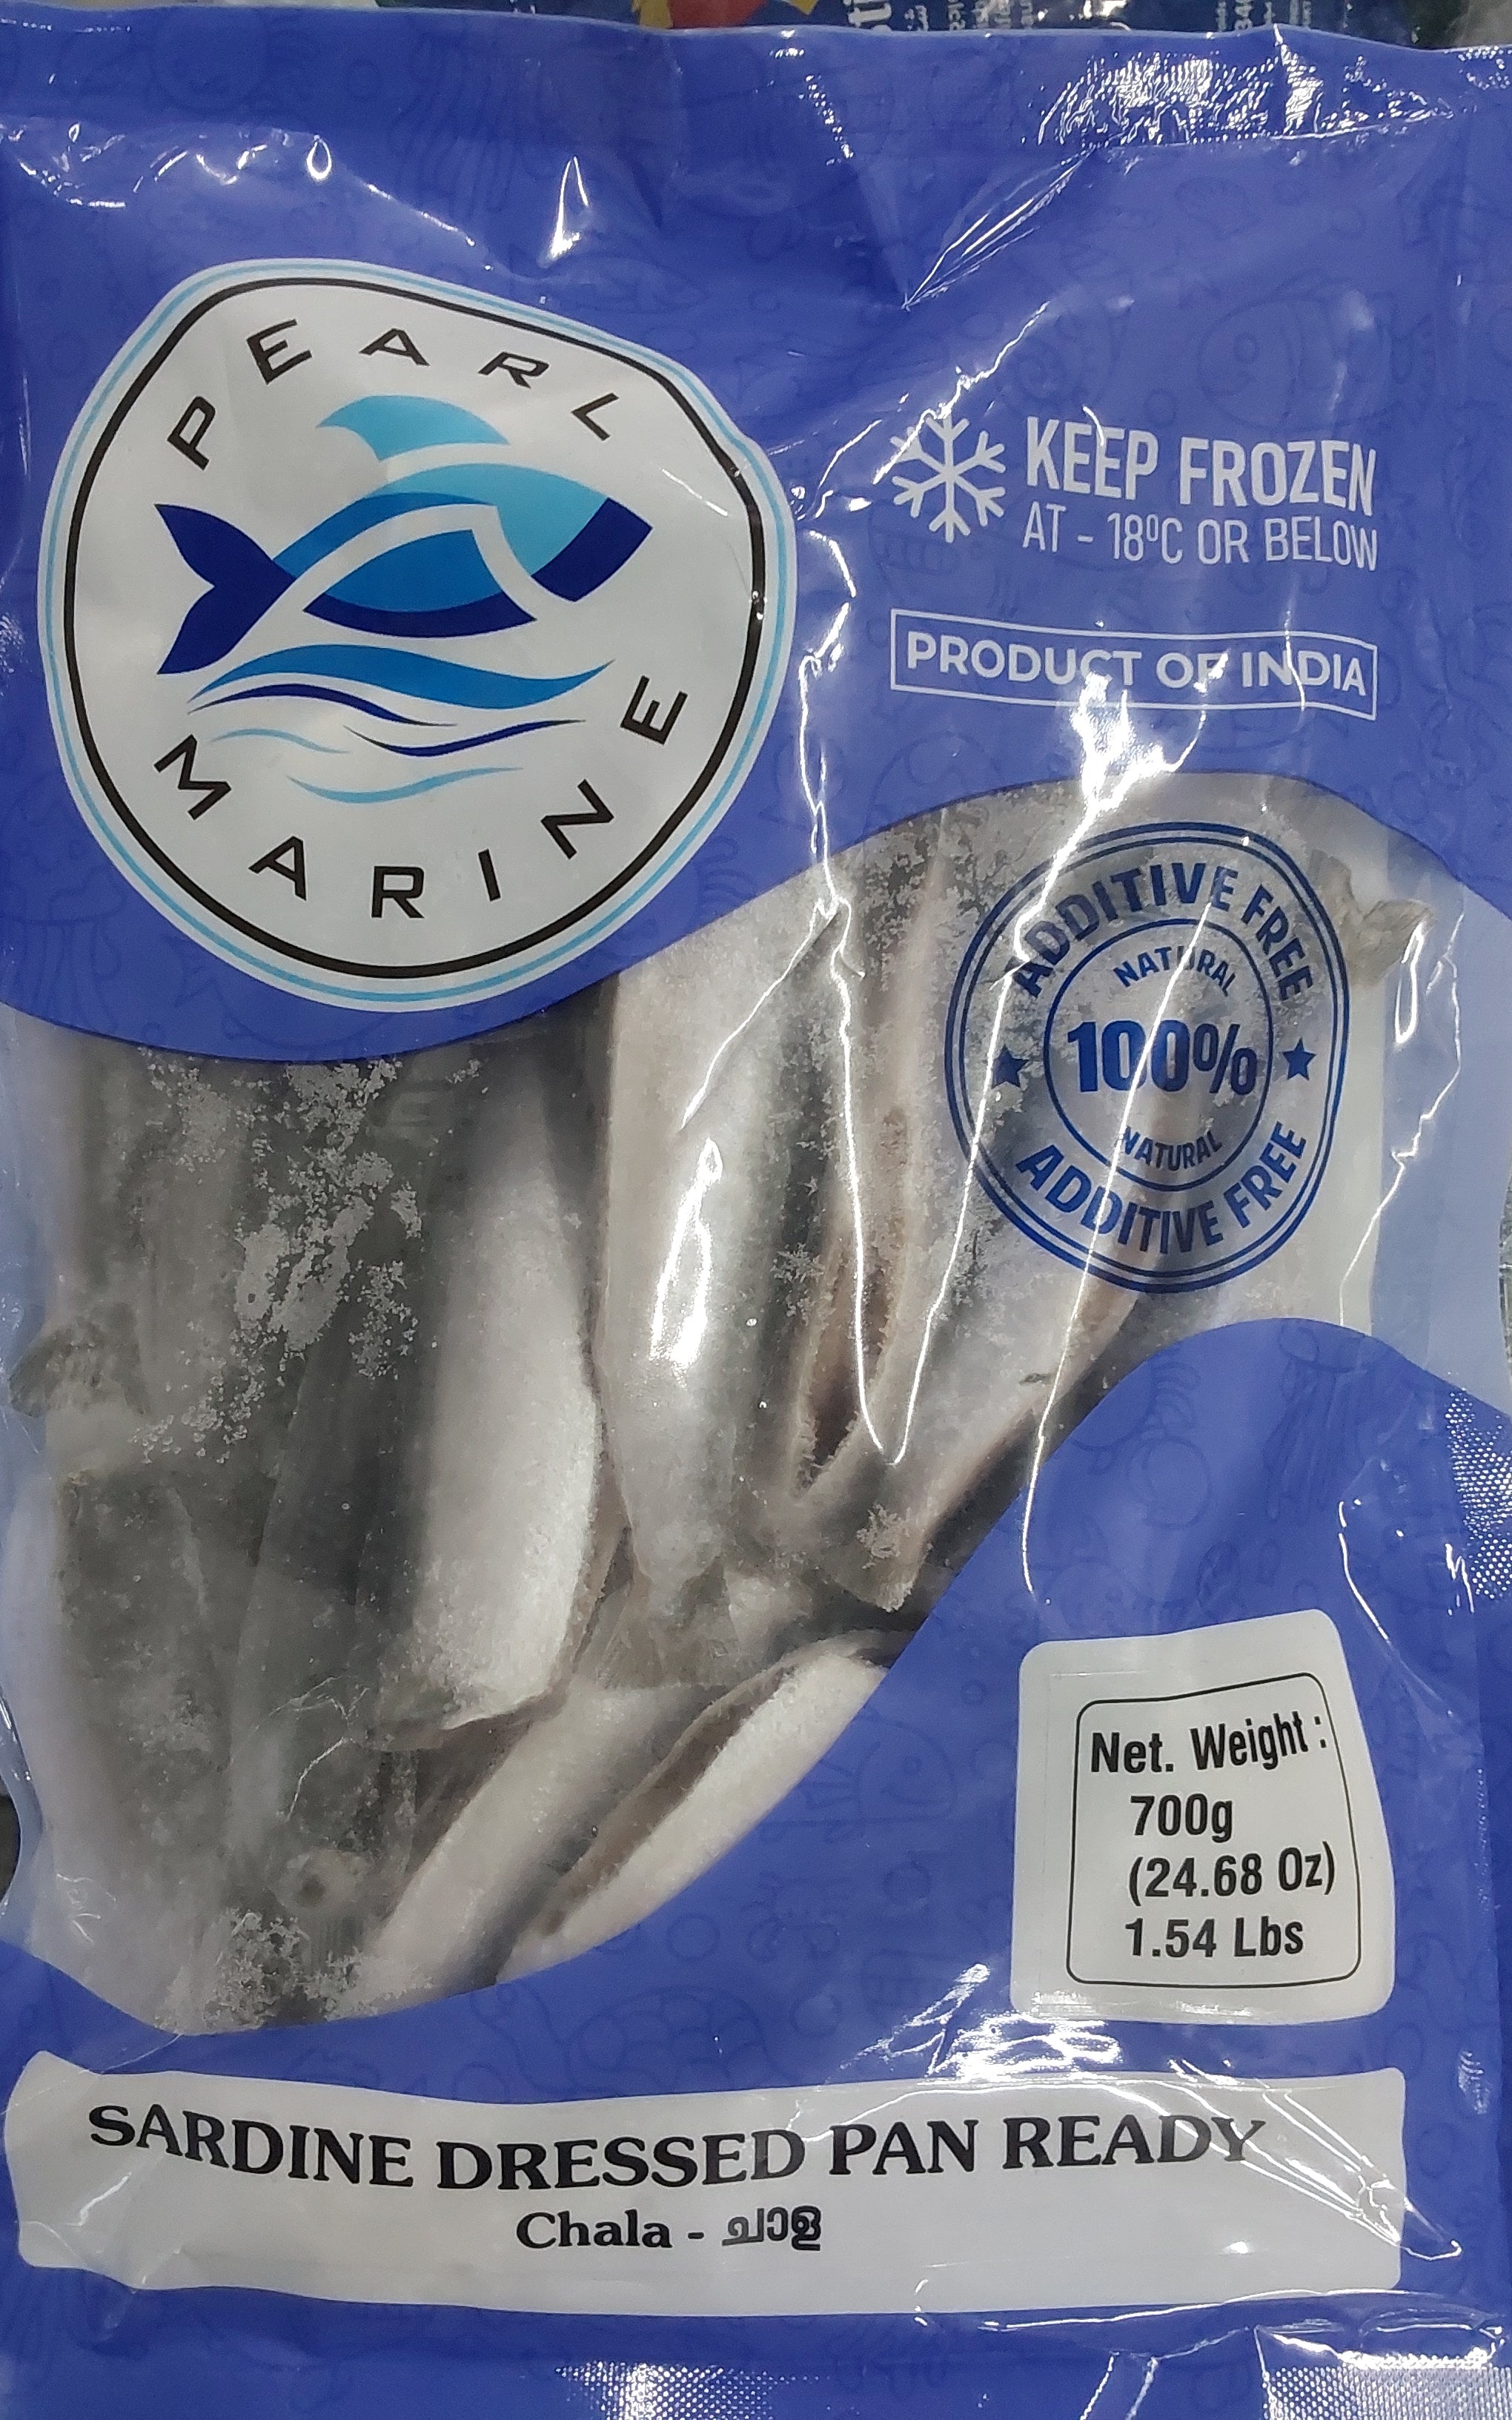 PEARL
MARINE
KEEP FROZEN
AT - 18ºC OR BELOW
PRODUCT OF INDIA
ADDITIVE FREE
NATURAL
100%
NATURAL
ADDITIVE FREE
Net. Weight :
700g
(24.68 Oz)
1.54 Lbs
SARDINE DRESSED PAN READY
Chala - ചാള